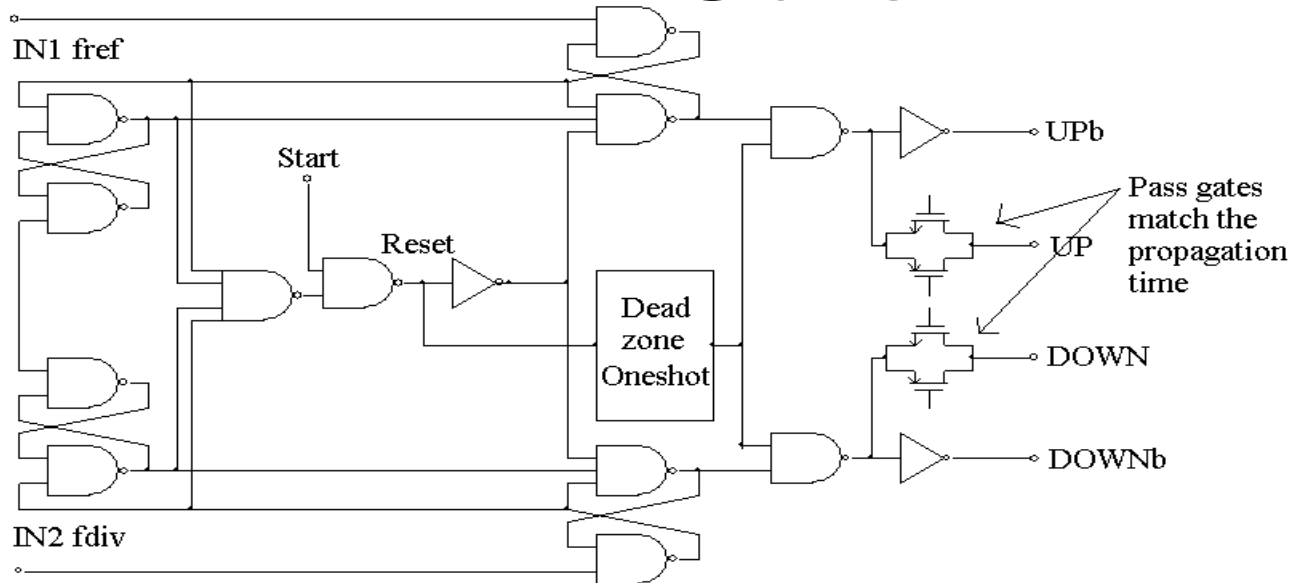 IN1 fref
Start
Reset
Dead
zone
Oneshot
UPb
Pass gates
match the
propagation
time
UP
DOWN
DOWNb
IN2 fdiv